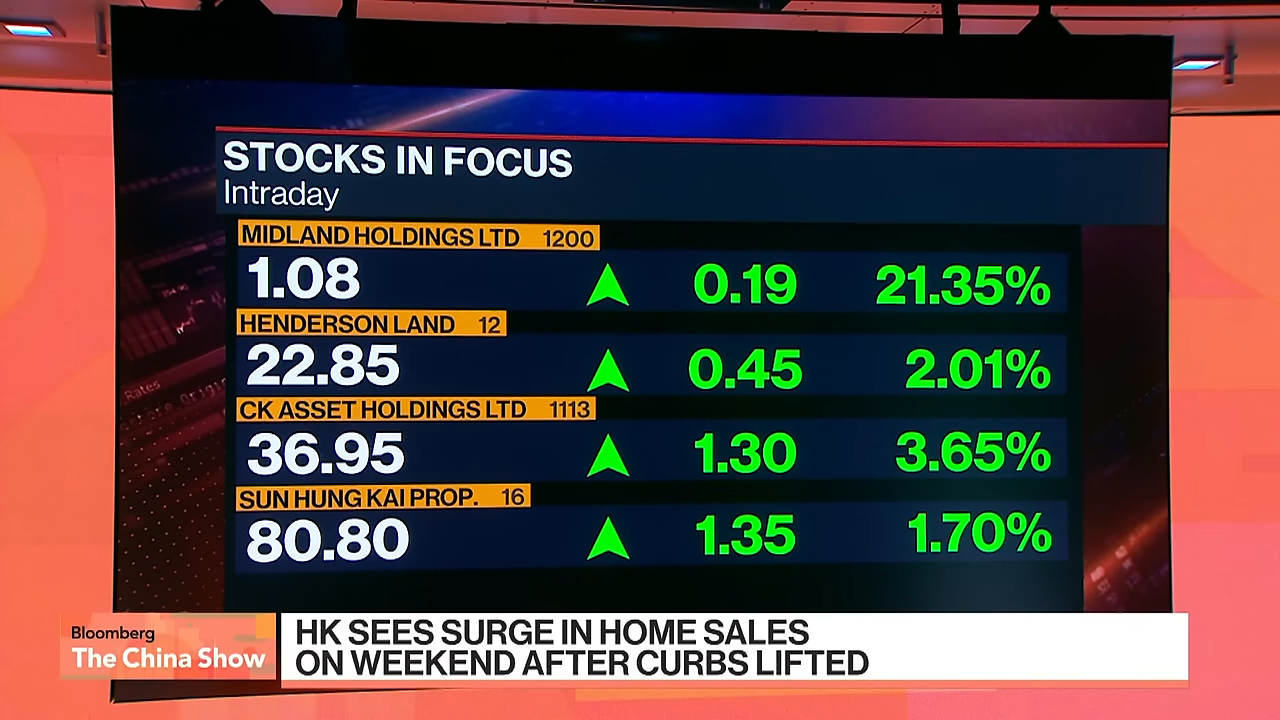 STOCKS IN FOCUS
Intraday
MIDLAND HOLDINGS LTD 1200
1.08 ▲ 0.19 21.35%
HENDERSON LAND 12
22.85 ▲ 0.45 2.01%
CK ASSET HOLDINGS LTD 1113
36.95 ▲ 1.30 3.65%
SUN HUNG KAI PROP. 16
80.80 ▲ 1.35 1.70%
Rates
Bloomberg
The China Show
HK SEES SURGE IN HOME SALES
ON WEEKEND AFTER CURBS LIFTED